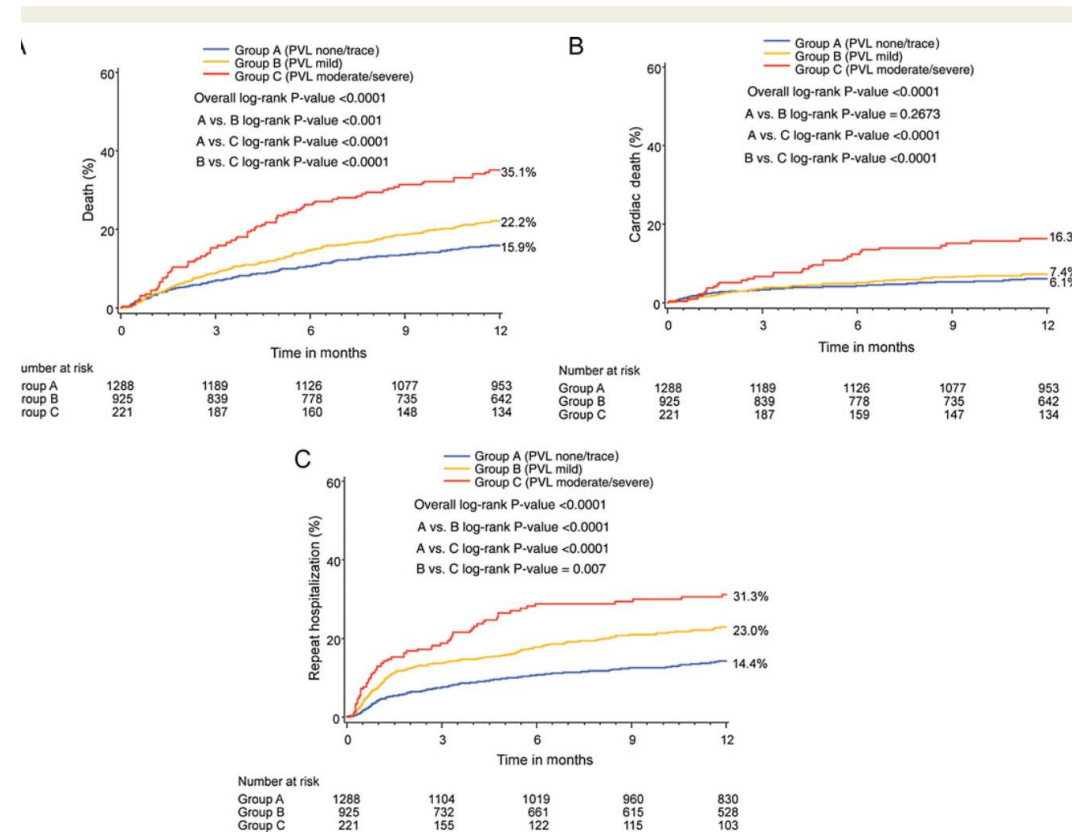 Group A (PVL none/trace)
Group B (PVL mild)
Group C (PVL moderate/severe)
Overall log-rank P-value <0.0001
A vs. B log-rank P-value <0.001
A vs. C log-rank P-value <0.0001
B vs. C log-rank P-value <0.0001
Death (%)
60
40
20
0
35.1%
22.2%
15.9%
0 3 6 9 12
Time in months
umber at risk
roup A 1288 1189 1126 1077 953
roup B 925 839 778 735 642
roup C 221 187 160 148 134
B
Group A (PVL none/trace)
Group B (PVL mild)
Group C (PVL moderate/severe)
Overall log-rank P-value <0.0001
A vs. B log-rank P-value = 0.2673
A vs. C log-rank P-value <0.0001
B vs. C log-rank P-value <0.0001
Cardiac death (%)
60
40
20
0
16.3
7.4%
6.1%
0 3 6 9 12
Time in months
Number at risk
Group A 1288 1189 1126 1077 953
Group B 925 839 778 735 642
Group C 221 187 159 147 134
C
Group A (PVL none/trace)
Group B (PVL mild)
Group C (PVL moderate/severe)
Overall log-rank P-value <0.0001
A vs. B log-rank P-value <0.0001
A vs. C log-rank P-value <0.0001
B vs. C log-rank P-value = 0.007
Repeat hospitalization (%)
60
40
20
0
31.3%
23.0%
14.4%
0 3 6 9 12
Time in months
Number at risk
Group A 1288 1104 1019 960 830
Group B 925 732 661 615 528
Group C 221 155 122 115 103